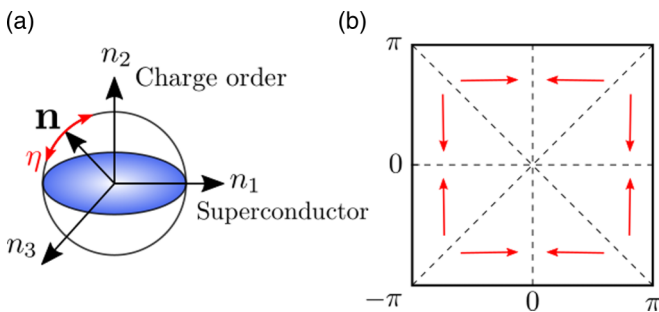 (a)
n₂
Charge order
n
η
n₁
Superconductor
n₃
(b)
π
0
−π
0
π